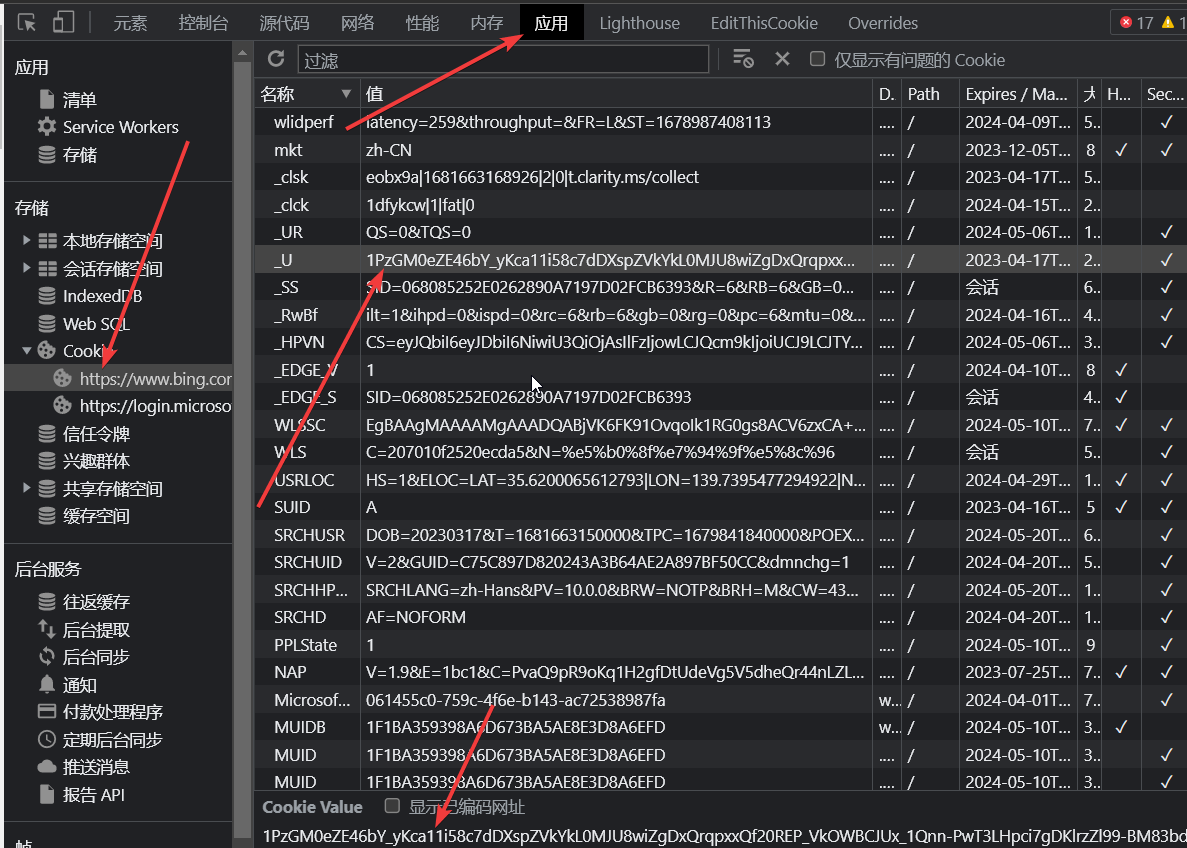 元素 控制台 源代码 网络 性能 内存 应用 Lighthouse EditThisCookie Overrides 17 1
应用
清单
Service Workers
存储
存储
本地存储空间
会话存储空间
IndexedDB
Web SQL
Cookie
https://www.bing.cor
https://login.microso
信任令牌
兴趣群体
共享存储空间
缓存空间
后台服务
往返缓存
后台提取
后台同步
通知
付款处理程序
定期后台同步
推送消息
报告 API
帧
过滤 仅显示有问题的 Cookie
名称 值 D. Path Expires / Ma... 大 H... Sec...
wlidperf latency=259&throughput=&FR=L&ST=1678987408113 .... / 2024-04-09T... 5.. ✓
mkt zh-CN .... / 2023-12-05T... 8 ✓ ✓
_clsk eobx9a|1681663168926|2|0|t.clarity.ms/collect .... / 2023-04-17T... 5..
_clck 1dfykcw|1|fat|0 .... / 2024-04-15T... 2..
_UR QS=0&TQS=0 .... / 2024-05-06T... 1.. ✓
_U 1PzGM0eZE46bY_yKca11i58c7dDXspZVkYkL0MJU8wiZgDxQrqpxx... .... / 2023-04-17T... 2.. ✓
_SS SID=068085252E0262890A7197D02FCB6393&R=6&RB=6&GB=0... .... / 会话 6.. ✓
_RwBf ilt=1&ihpd=0&ispd=0&rc=6&rb=6&gb=0&rg=0&pc=6&mtu=0&... .... / 2024-04-16T... 4.. ✓
_HPVN CS=eyJQbiI6eyJDbiI6NiwiU3QiOjAsIlFzIjowLCJQcm9kIjoiUCJ9LCJTY... .... / 2024-05-06T... 3.. ✓
_EDGE_V 1 .... / 2024-04-10T... 8 ✓
_EDGE_S SID=068085252E0262890A7197D02FCB6393 .... / 会话 4.. ✓
WLSSC EgBAAgMAAAAMgAAADQABjVK6FK91OvqoIk1RG0gs8ACV6zxCA+... .... / 2024-05-10T... 7.. ✓ ✓
WLS C=207010f2520ecda5&N=%e5%b0%8f%e7%94%9f%e5%8c%96 .... / 会话 5.. ✓
USRLOC HS=1&ELOC=LAT=35.6200065612793|LON=139.7395477294922|N... .... / 2024-04-29T... 1.. ✓ ✓
SUID A .... / 2023-04-16T... 5 ✓ ✓
SRCHUSR DOB=20230317&T=1681663150000&TPC=1679841840000&POEX... .... / 2024-05-20T... 6.. ✓
SRCHUID V=2&GUID=C75C897D820243A3B64AE2A897BF50CC&dmnchg=1 .... / 2024-04-20T... 5.. ✓
SRCHHP... SRCHLANG=zh-Hans&PV=10.0.0&BRW=NOTP&BRH=M&CW=43... .... / 2024-05-20T... 1.. ✓
SRCHD AF=NOFORM .... / 2024-04-20T... 1.. ✓
PPLState 1 .... / 2024-05-10T... 9 ✓
NAP V=1.9&E=1bc1&C=PvaQ9pR9oKq1H2gfDtUdeVg5V5dheQr44nLZL... .... / 2023-07-25T... 7.. ✓ ✓
Microsof... 061455c0-759c-4f6e-b143-ac72538987fa w... / 2024-04-01T... 7.. ✓
MUIDB 1F1BA359398A6D673BA5AE8E3D8A6EFD w... / 2024-05-10T... 3.. ✓
MUID 1F1BA359398A6D673BA5AE8E3D8A6EFD .... / 2024-05-10T... 3.. ✓
MUID 1F1BA359398A6D673BA5AE8E3D8A6EFD .... / 2024-05-10T... 3.. ✓
Cookie Value 显示已编码网址
1PzGM0eZE46bY_yKca11i58c7dDXspZVkYkL0MJU8wiZgDxQrqpxxQf20REP_VkOWBCJUx_1Qnn-PwT3LHpci7gDKlrzZl99-BM83bd